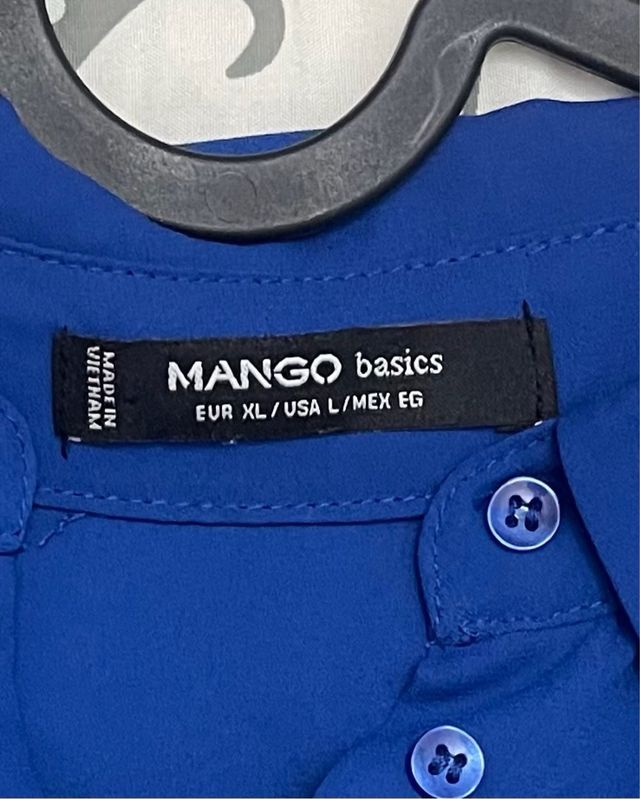 MADE IN
VIETNAM
MANGO basics
EUR XL / USA L / MEX EG